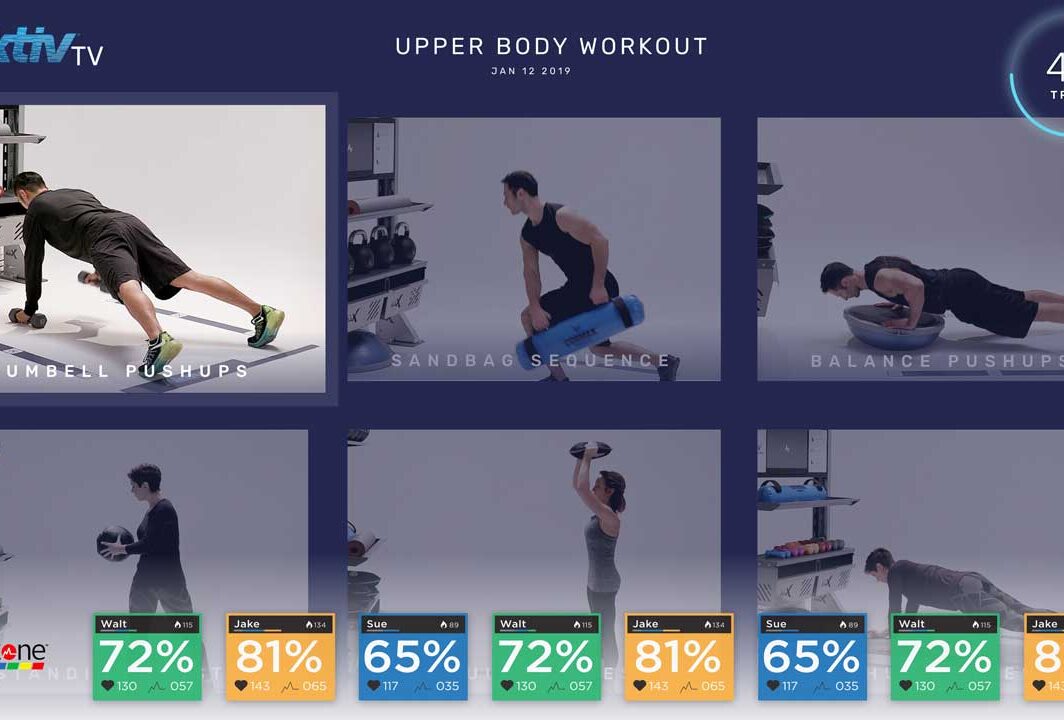 ktiv TV
UPPER BODY WORKOUT
JAN 12 2019
4
UMBELL PUSHUPS
SANDBAG SEQUENCE
BALANCE PUSHUPS
one
Walt 115
72%
130 057
Jake 134
81%
143 065
Sue 89
65%
117 035
Walt 115
72%
130 057
Jake 134
81%
143 065
Sue 89
65%
117 035
Walt 115
72%
130 057
Jake
8
143